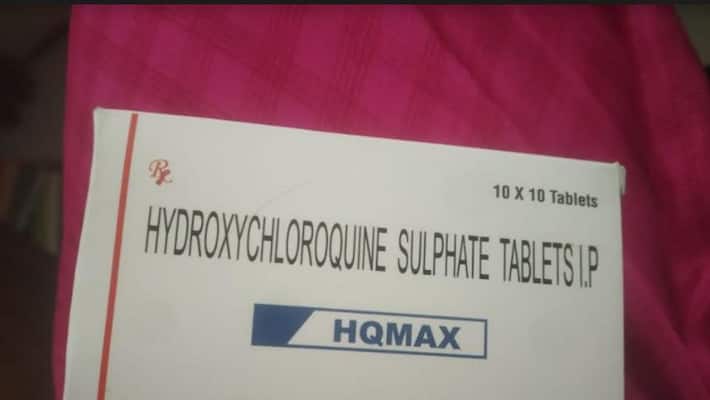 Rx
10 X 10 Tablets
HYDROXYCHLOROQUINE SULPHATE TABLETS I.P
HQMAX